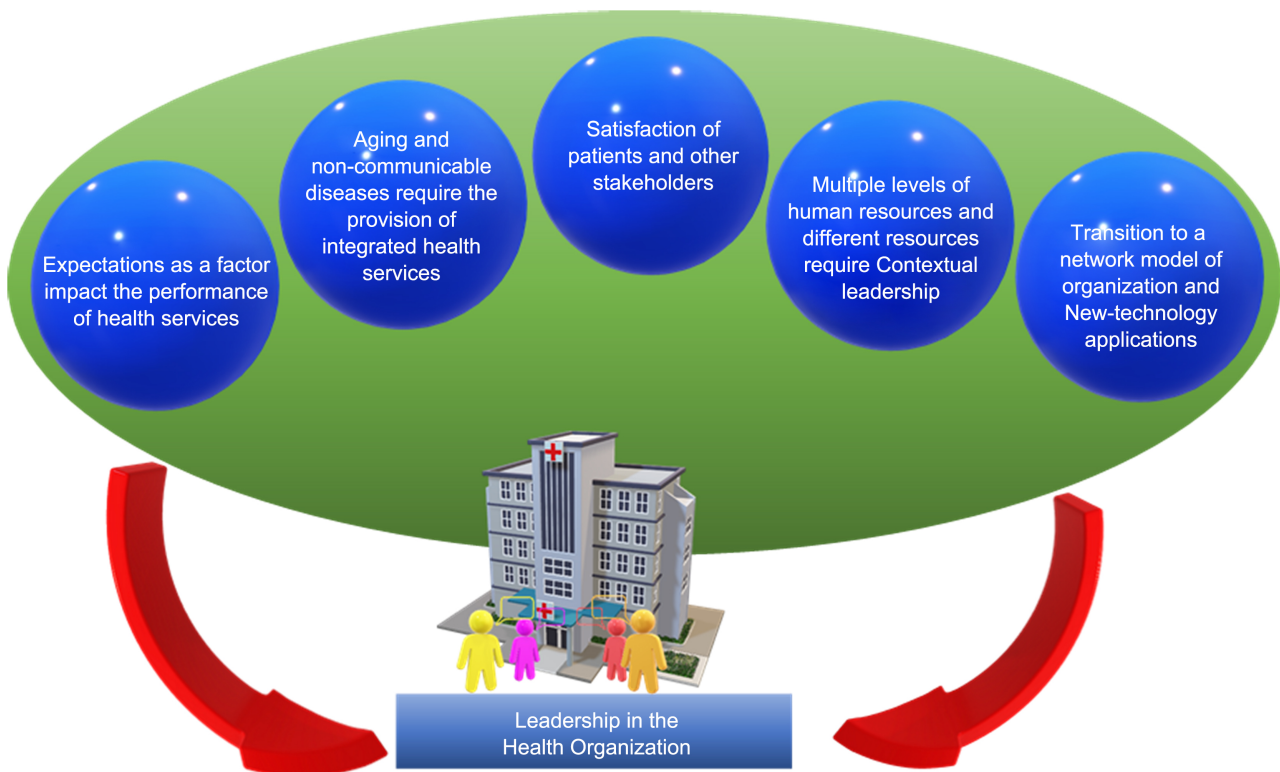 Expectations as a factor
impact the performance
of health services
Aging and
non-communicable
diseases require the
provision of
integrated health
services
Satisfaction of
patients and other
stakeholders
Multiple levels of
human resources and
different resources
require Contextual
leadership
Transition to a
network model of
organization and
New-technology
applications
Leadership in the
Health Organization